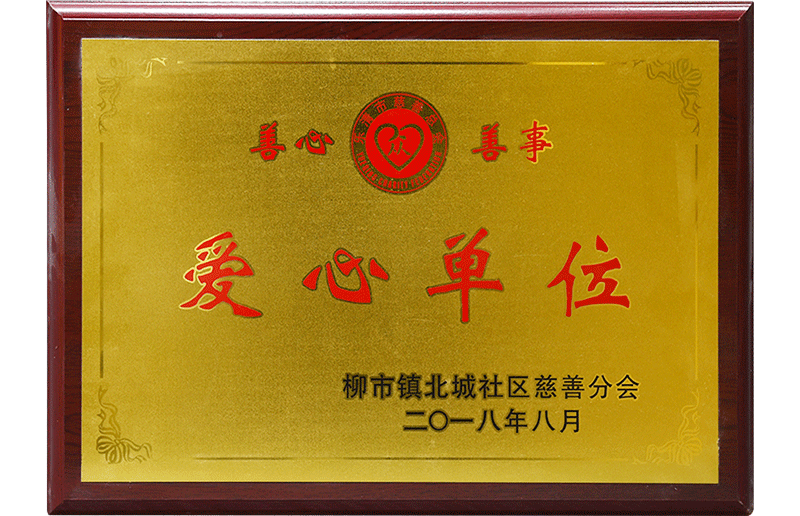 善心 善事
爱心单位
柳市镇北城社区慈善分会
二〇一八年八月